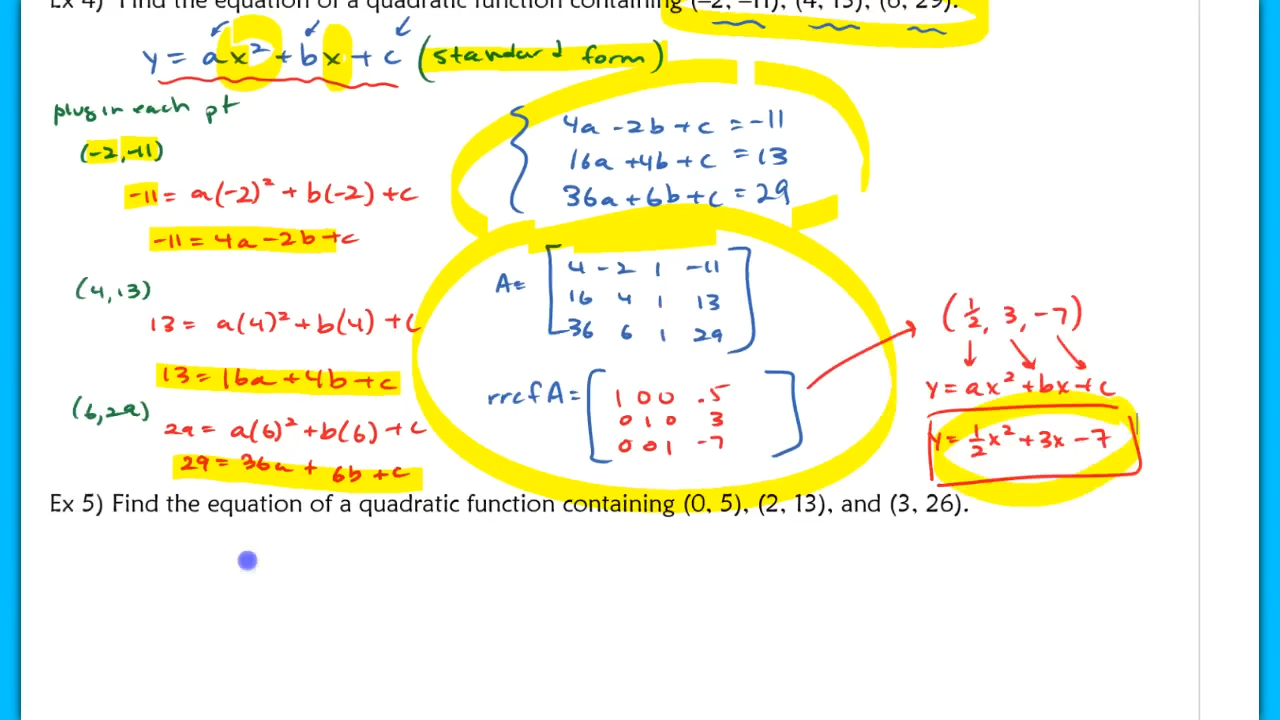 Ex 4) Find the equation of a quadratic function containing (–2, –11), (4, 13), (6, 29).
y = ax² + bx + c (standard form)
plug in each pt
(-2, -11)
-11 = a(-2)² + b(-2) + c
-11 = 4a - 2b + c
(4, 13)
13 = a(4)² + b(4) + c
13 = 16a + 4b + c
(6, 29)
29 = a(6)² + b(6) + c
29 = 36a + 6b + c
4a - 2b + c = -11
16a + 4b + c = 13
36a + 6b + c = 29
A=
4 -2 1 -11
16 4 1 13
36 6 1 29
rref A =
1 0 0 .5
0 1 0 3
0 0 1 -7
(1/2, 3, -7)
y = ax² + bx + c
y = 1/2 x² + 3x - 7
Ex 5) Find the equation of a quadratic function containing (0, 5), (2, 13), and (3, 26).